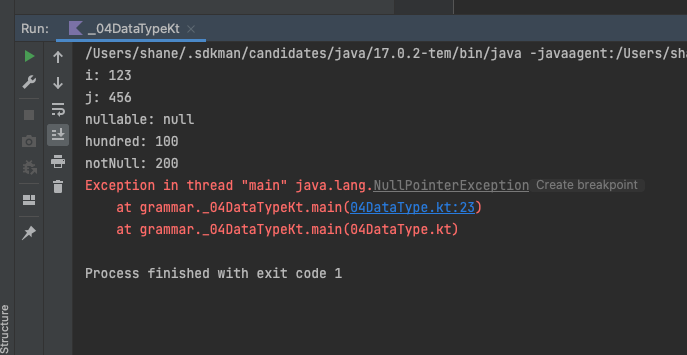 Run: _04DataTypeKt ×
/Users/shane/.sdkman/candidates/java/17.0.2-tem/bin/java -javaagent:/Users/sha
i: 123
j: 456
nullable: null
hundred: 100
notNull: 200
Exception in thread "main" java.lang.NullPointerException Create breakpoint
at grammar._04DataTypeKt.main(04DataType.kt:23)
at grammar._04DataTypeKt.main(04DataType.kt)
Process finished with exit code 1
Structure